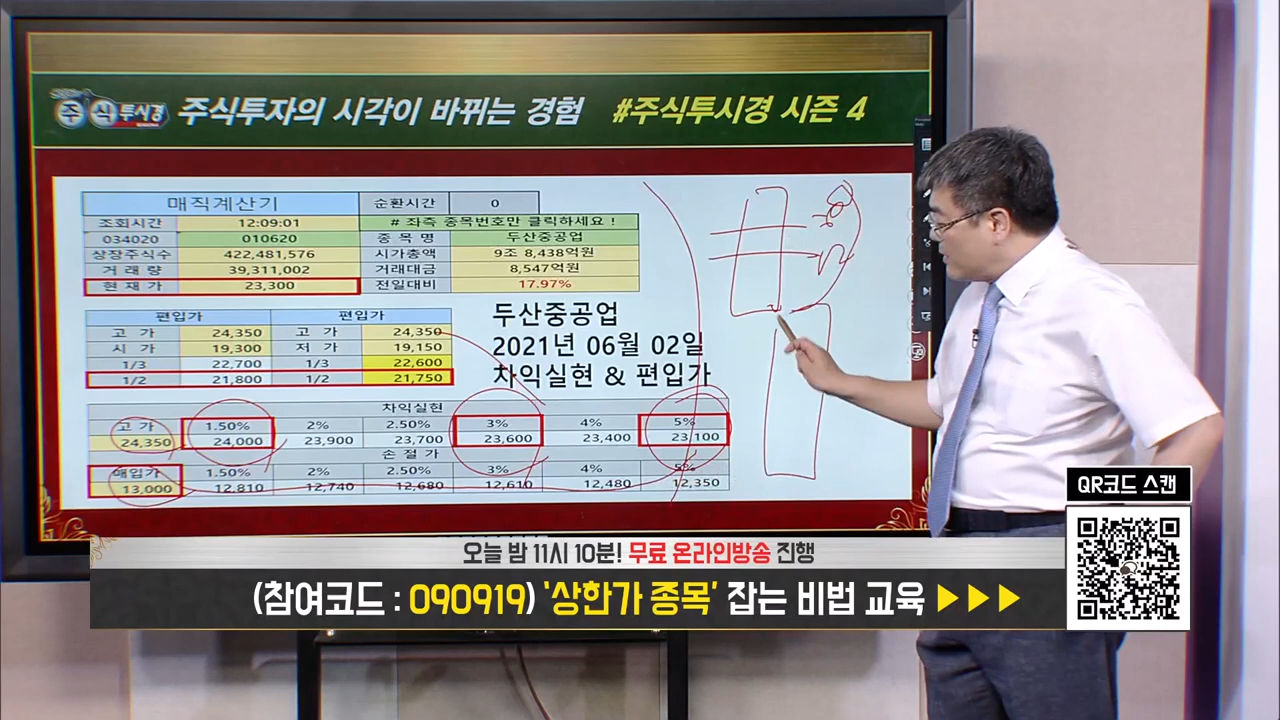 주식투시경 주식투자의 시각이 바뀌는 경험 #주식투시경 시즌 4
매직계산기 순환시간 0
조회시간 12:09:01 # 좌측 종목번호만 클릭하세요 !
034020 010620 종 목 명 두산중공업
상장주식수 422,481,576 시가총액 9조 8,438억원
거 래 량 39,311,002 거래대금 8,547억원
현 재 가 23,300 전일대비 17.97%
편입가 편입가
고 가 24,350 고 가 24,350
시 가 19,300 저 가 19,150
1/3 22,700 1/3 22,600
1/2 21,800 1/2 21,750
두산중공업
2021년 06월 02일
차익실현 & 편입가
차익실현
고 가 1.50% 2% 2.50% 3% 4% 5%
24,350 24,000 23,900 23,700 23,600 23,400 23,100
손 절 가
매입가 1.50% 2% 2.50% 3% 4% 5%
13,000 12,810 12,740 12,680 12,610 12,480 12,350
QR코드 스캔
오늘 밤 11시 10분! 무료 온라인방송 진행
(참여코드 : 090919) '상한가 종목' 잡는 비법 교육 ▶▶▶